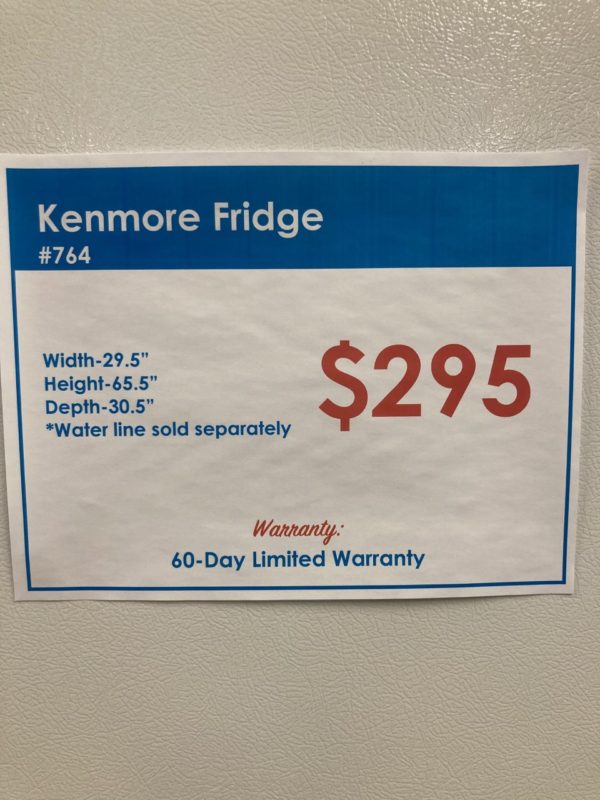 Kenmore Fridge
#764
Width-29.5”
Height-65.5”
Depth-30.5”
*Water line sold separately
$295
Warranty:
60-Day Limited Warranty